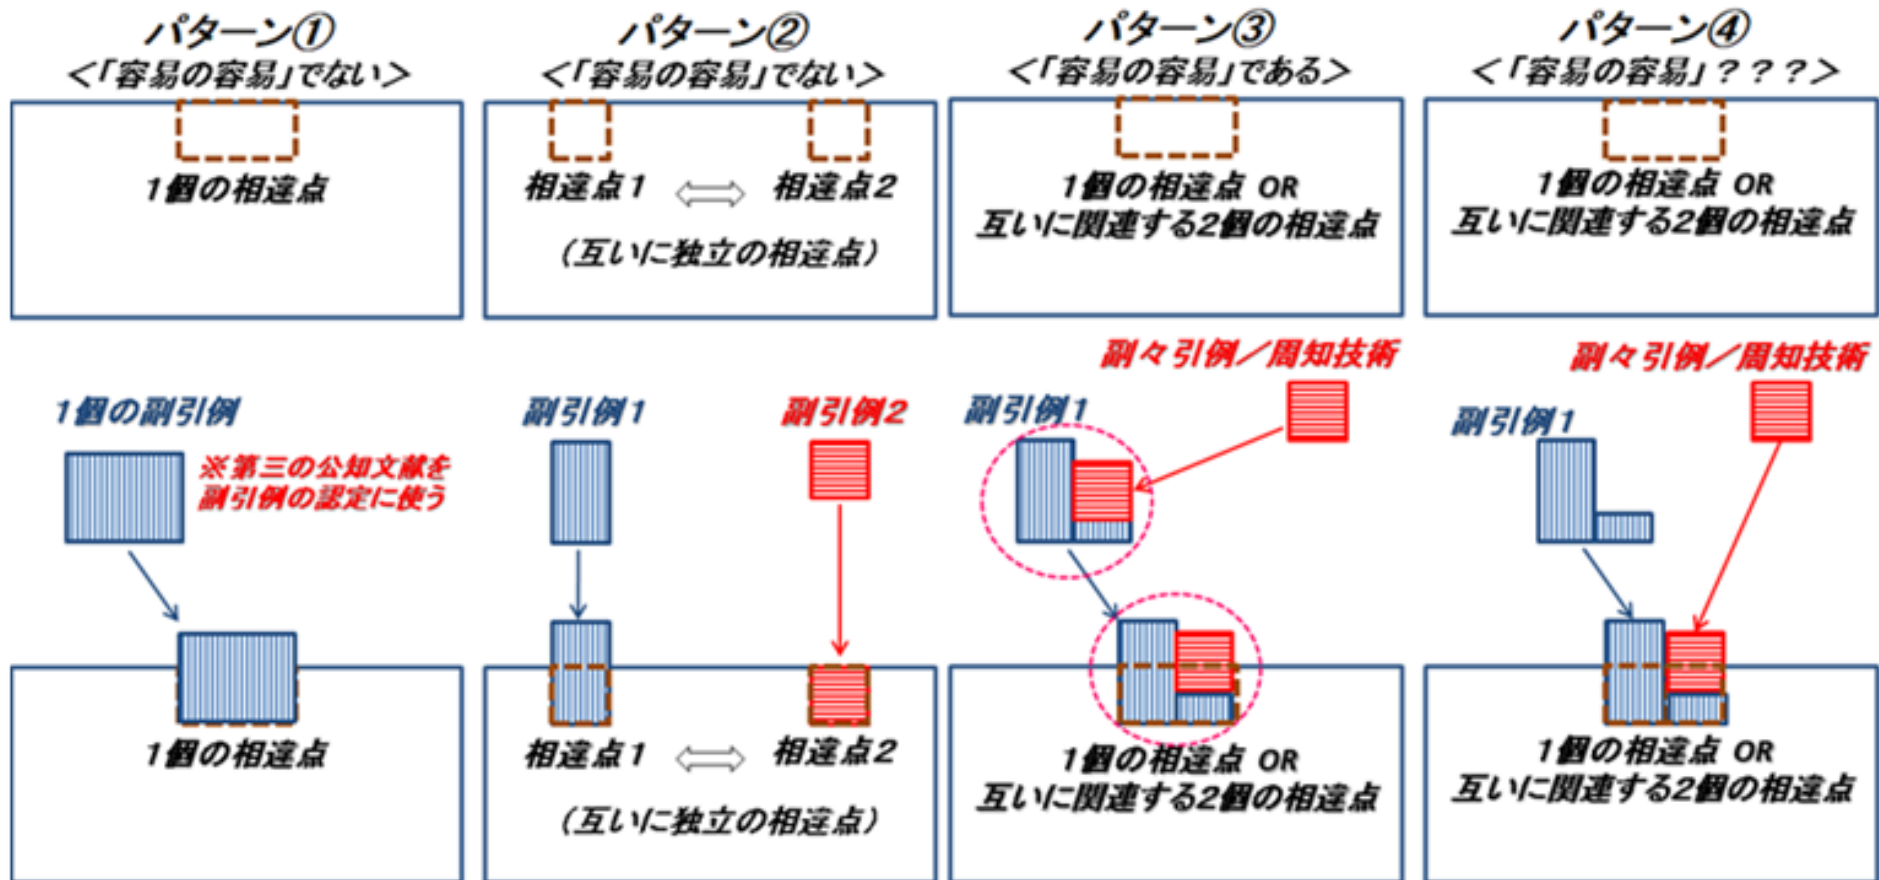 パターン①
<「容易の容易」でない>
1個の相違点
1個の副引例
※第三の公知文献を
副引例の認定に使う
1個の相違点
パターン②
<「容易の容易」でない>
相違点1
相違点2
(互いに独立の相違点)
副引例1
副引例2
相違点1
相違点2
(互いに独立の相違点)
パターン③
<「容易の容易」である>
1個の相違点 OR
互いに関連する2個の相違点
副々引例/周知技術
副引例1
1個の相違点 OR
互いに関連する2個の相違点
パターン④
<「容易の容易」???>
1個の相違点 OR
互いに関連する2個の相違点
副々引例/周知技術
副引例1
1個の相違点 OR
互いに関連する2個の相違点